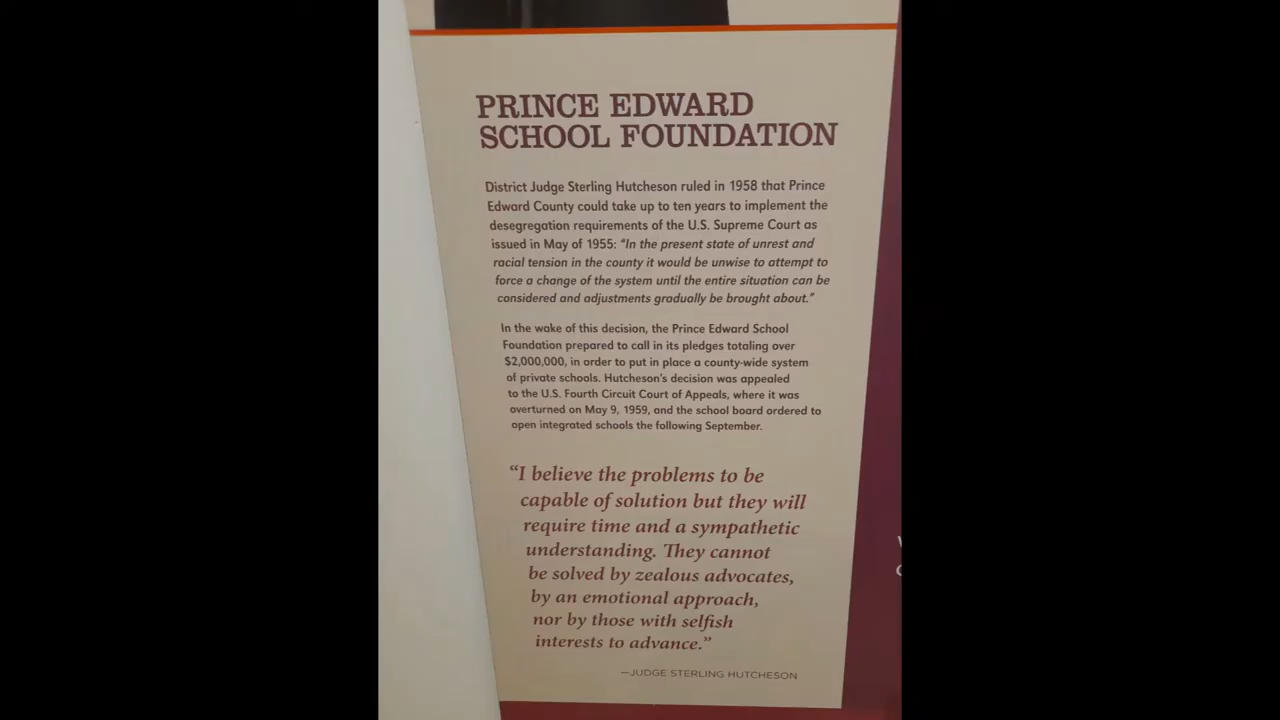 PRINCE EDWARD
SCHOOL FOUNDATION
District Judge Sterling Hutcheson ruled in 1958 that Prince
Edward County could take up to ten years to implement the
desegregation requirements of the U.S. Supreme Court as
issued in May of 1955: “In the present state of unrest and
racial tension in the county it would be unwise to attempt to
force a change of the system until the entire situation can be
considered and adjustments gradually be brought about.”
In the wake of this decision, the Prince Edward School
Foundation prepared to call in its pledges totaling over
$2,000,000, in order to put in place a county-wide system
of private schools. Hutcheson’s decision was appealed
to the U.S. Fourth Circuit Court of Appeals, where it was
overturned on May 9, 1959, and the school board ordered to
open integrated schools the following September.
“I believe the problems to be
capable of solution but they will
require time and a sympathetic
understanding. They cannot
be solved by zealous advocates,
by an emotional approach,
nor by those with selfish
interests to advance.”
—JUDGE STERLING HUTCHESON